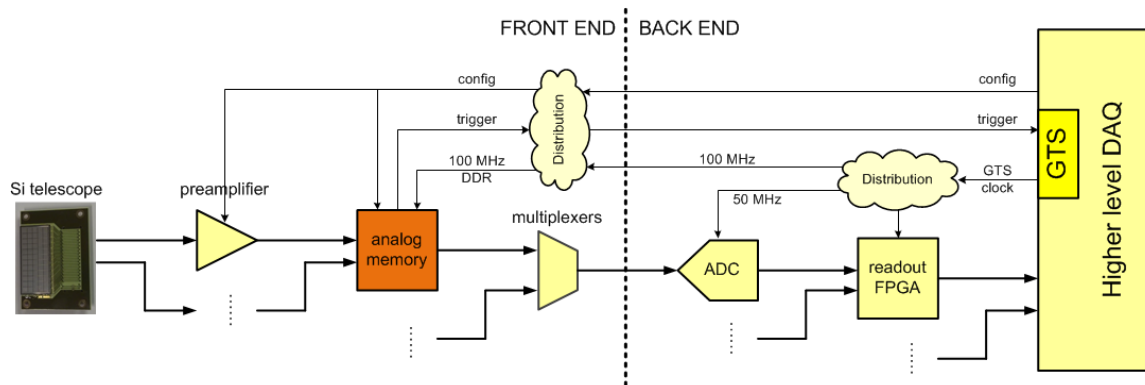 FRONT END
BACK END
config
config
trigger
Distribution
trigger
GTS
Higher level DAQ
100 MHz
DDR
100 MHz
GTS
clock
Distribution
Si telescope
preamplifier
50 MHz
multiplexers
analog
memory
ADC
readout
FPGA